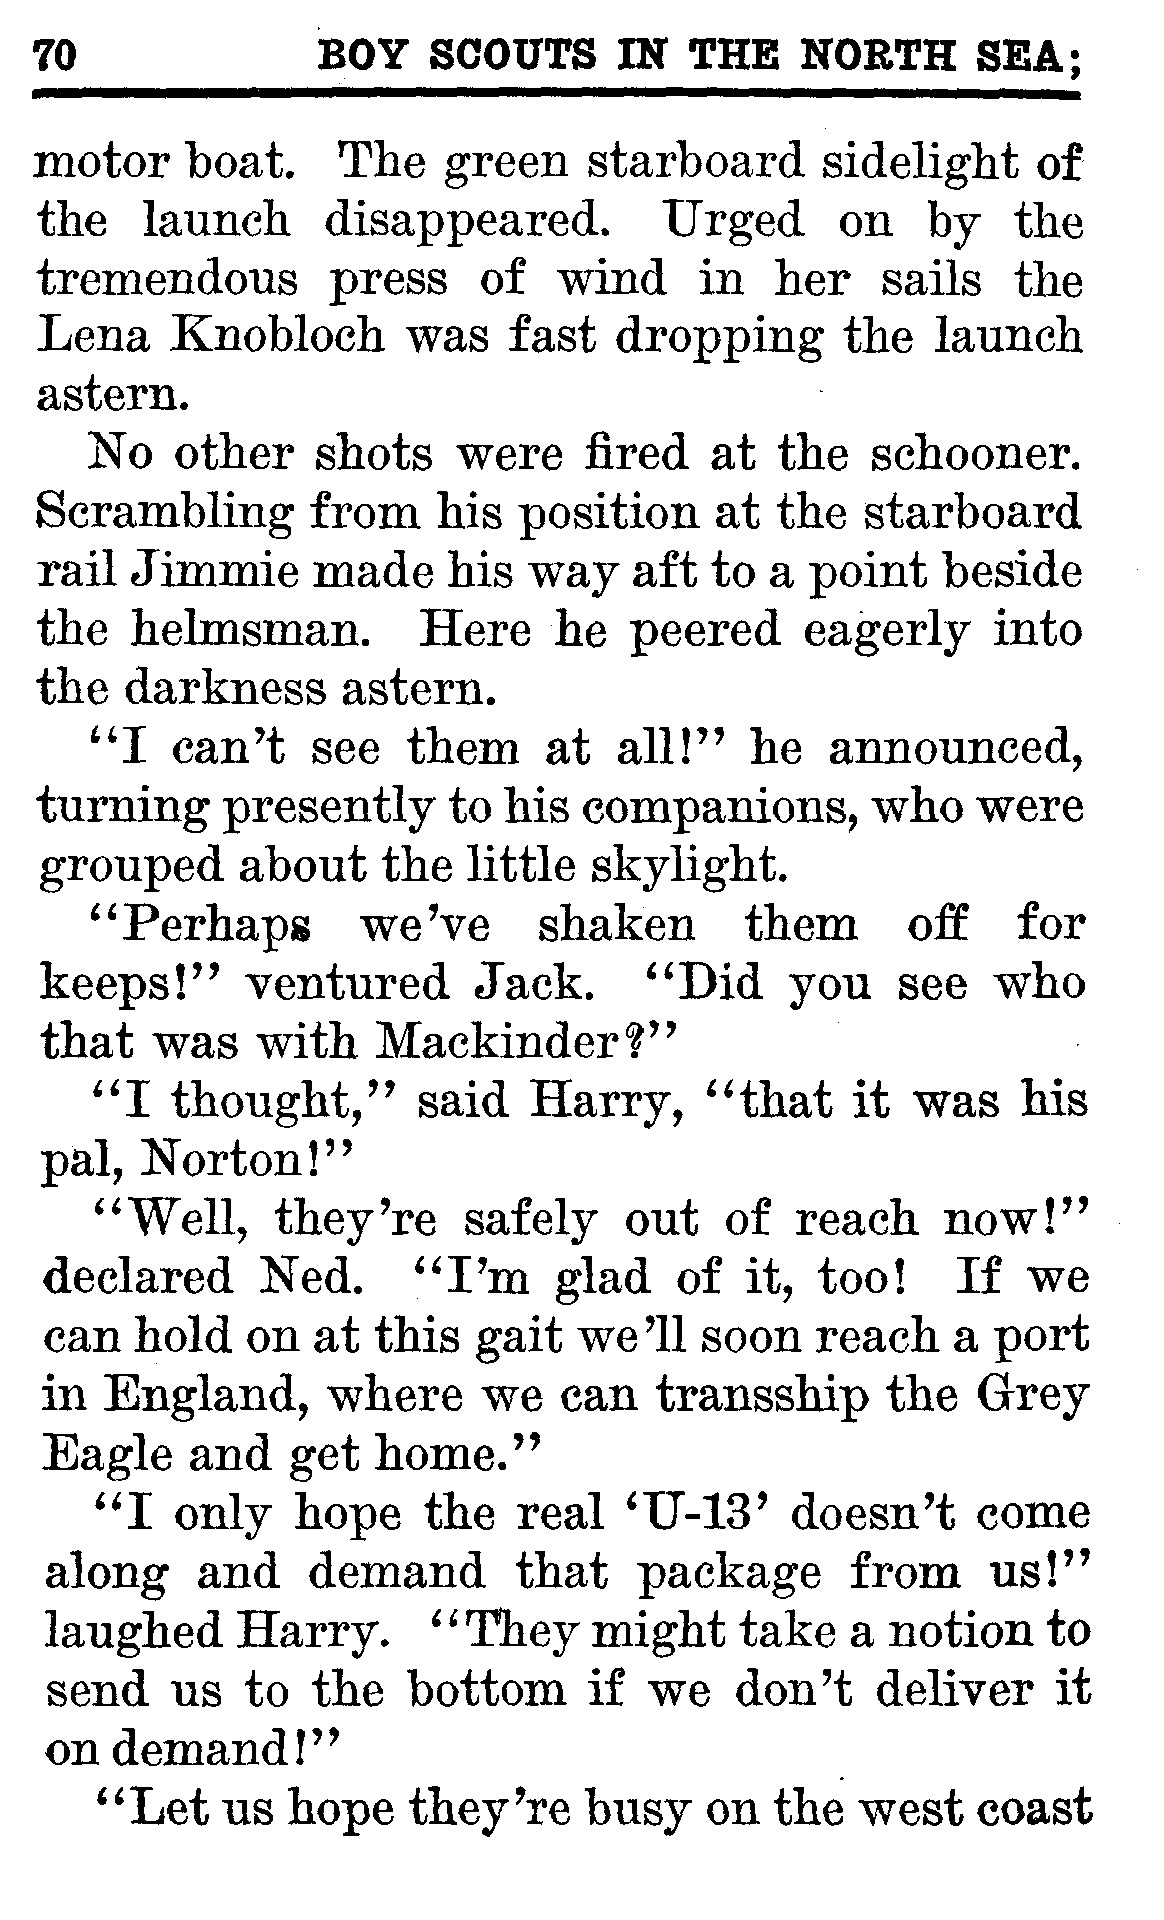 70 BOY SCOUTS IN THE NORTH SEA;
motor boat. The green starboard sidelight of
the launch disappeared. Urged on by the
tremendous press of wind in her sails the
Lena Knobloch was fast dropping the launch
astern.
No other shots were fired at the schooner.
Scrambling from his position at the starboard
rail Jimmie made his way aft to a point beside
the helmsman. Here he peered eagerly into
the darkness astern.
"I can't see them at all!" he announced,
turning presently to his companions, who were
grouped about the little skylight.
"Perhaps we've shaken them off for
keeps!" ventured Jack. "Did you see who
that was with Mackinder?"
"I thought," said Harry, "that it was his
pal, Norton!"
"Well, they're safely out of reach now!"
declared Ned. "I'm glad of it, too! If we
can hold on at this gait we'll soon reach a port
in England, where we can transship the Grey
Eagle and get home."
"I only hope the real 'U-13' doesn't come
along and demand that package from us!"
laughed Harry. "They might take a notion to
send us to the bottom if we don't deliver it
on demand!"
"Let us hope they're busy on the west coast